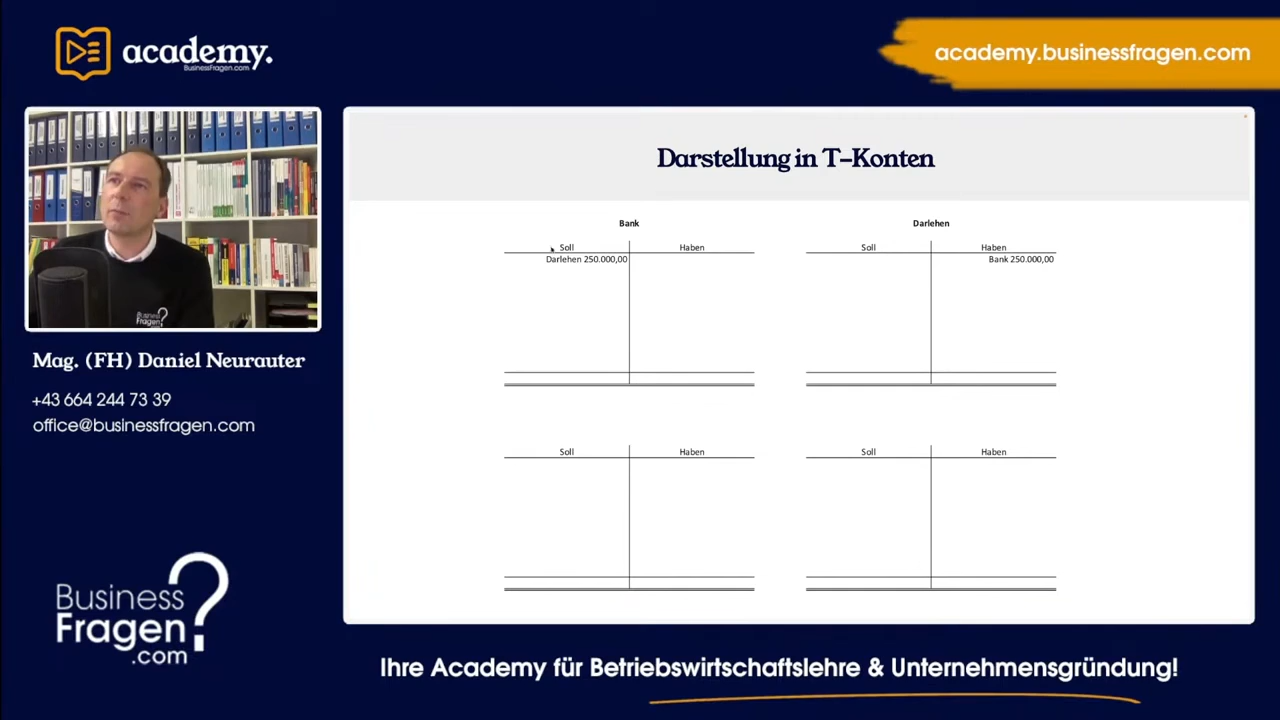 academy.
BusinessFragen.com
academy.businessfragen.com
Darstellung in T-Konten
Bank
Darlehen
Soll
Haben
Soll
Haben
Darlehen 250.000,00
Bank 250.000,00
Soll
Haben
Soll
Haben
Business
Fragen?
Mag. (FH) Daniel Neurauter
+43 664 244 73 39
office@businessfragen.com
Business
Fragen?
.com
Ihre Academy für Betriebswirtschaftslehre & Unternehmensgründung!